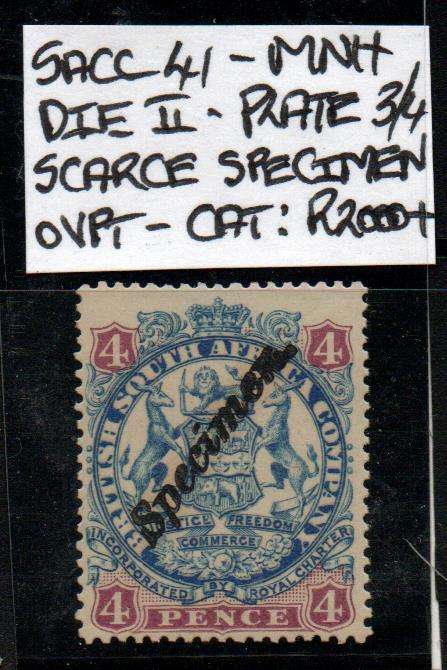 SACC 41 - MNH
DIE II - PLATE 3/4
SCARCE SPECIMEN
OVPT - CAT: R2000+
4 4
BRITISH SOUTH AFRICA COMPANY
Specimen
JUSTICE FREEDOM
COMMERCE
INCORPORATED BY ROYAL CHARTER
4 PENCE 4